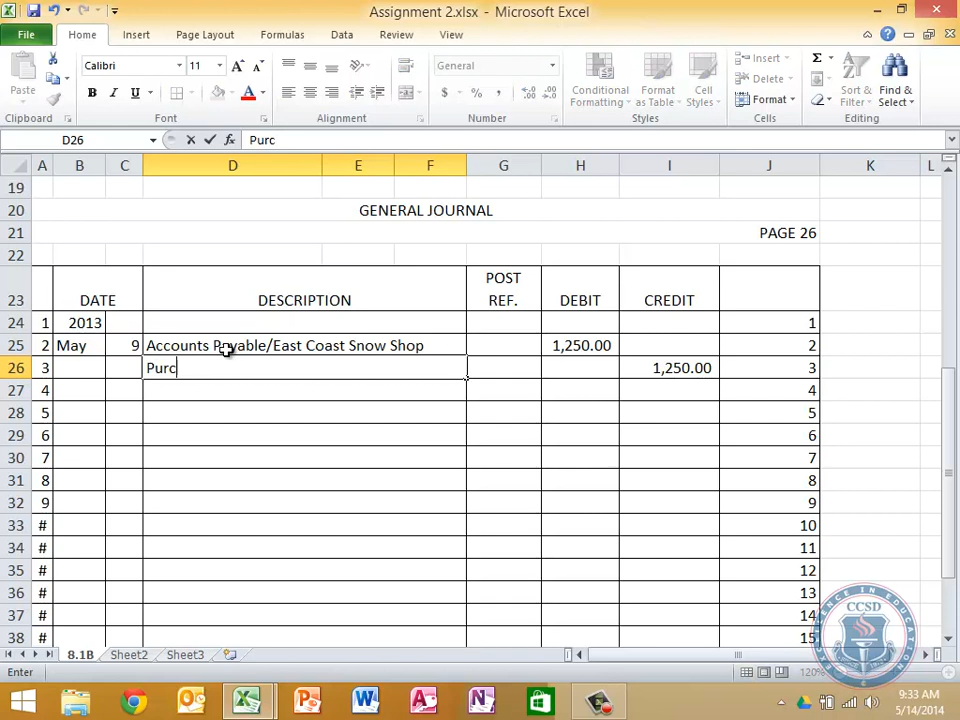 Assignment 2.xlsx - Microsoft Excel
File Home Insert Page Layout Formulas Data Review View
Paste Calibri 11 General Conditional Formatting Format as Table Cell Styles Insert Delete Format Sort & Filter Find & Select
Clipboard Font Alignment Number Styles Cells Editing
D26 fx Purc
A B C D E F G H I J K L
19
20 GENERAL JOURNAL
21 PAGE 26
22
23 DATE DESCRIPTION POST REF. DEBIT CREDIT
24 1 2013 1
25 2 May 9 Accounts Payable/East Coast Snow Shop 1,250.00 2
26 3 Purc 1,250.00 3
27 4 4
28 5 5
29 6 6
30 7 7
31 8 8
32 9 9
33 # 10
34 # 11
35 # 12
36 # 13
37 # 14
38 # 15
CCSD
8.1B Sheet2 Sheet3
Enter 120%
9:33 AM
5/14/2014